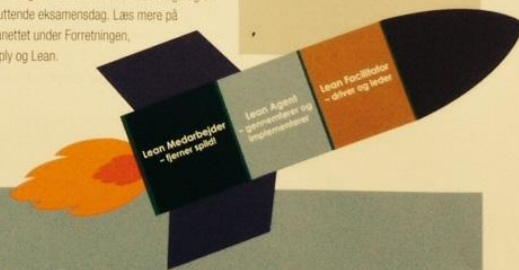 uttende eksamensdag. Læs mere på
nettet under Forretningen,
ply og Lean.
Lean Medarbejder
– fjerner spild!
Lean Agent
– gennemfører og
implementerer
Lean Facilitator
– driver og leder